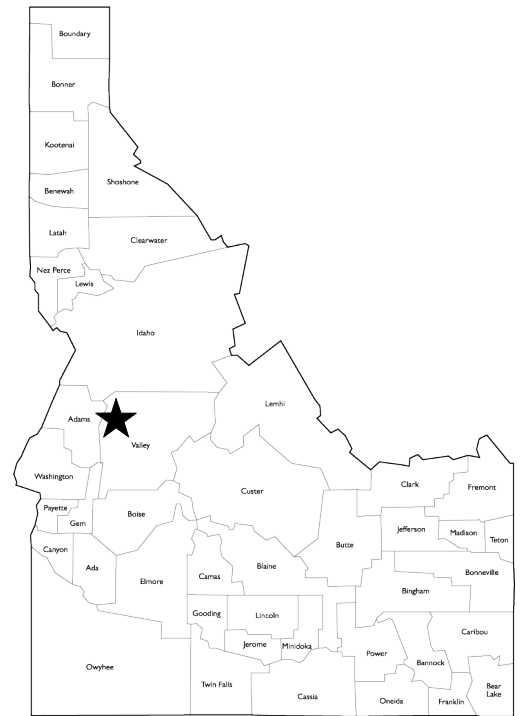 Boundary
Bonner
Kootenai
Shoshone
Benewah
Latah
Clearwater
Nez Perce
Lewis
Idaho
Lemhi
Adams
Valley
Washington
Clark
Fremont
Custer
Payette
Gem
Boise
Jefferson
Madison
Teton
Canyon
Ada
Elmore
Camas
Blaine
Butte
Bonneville
Bingham
Gooding
Lincoln
Jerome
Minidoka
Caribou
Power
Bannock
Owyhee
Twin Falls
Cassia
Oneida
Franklin
Bear
Lake